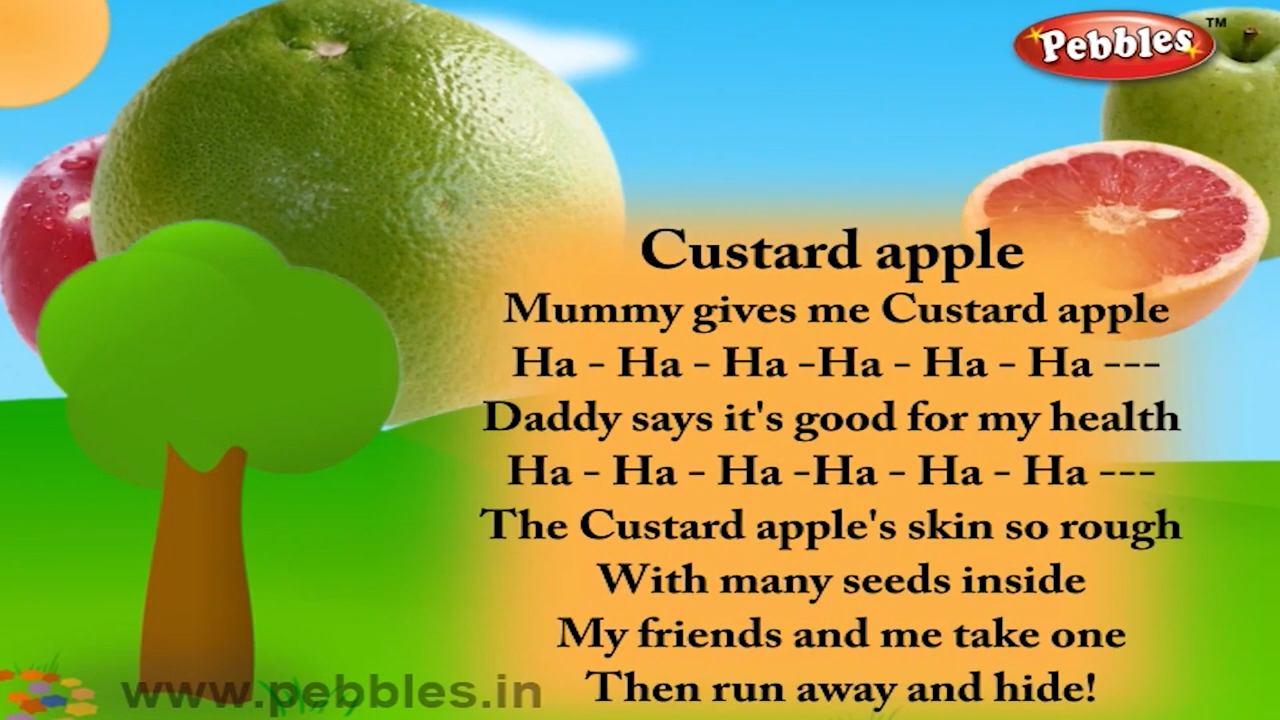 Pebbles™
Custard apple
Mummy gives me Custard apple
Ha - Ha - Ha -Ha - Ha - Ha ---
Daddy says it's good for my health
Ha - Ha - Ha -Ha - Ha - Ha ---
The Custard apple's skin so rough
With many seeds inside
My friends and me take one
Then run away and hide!
www.pebbles.in